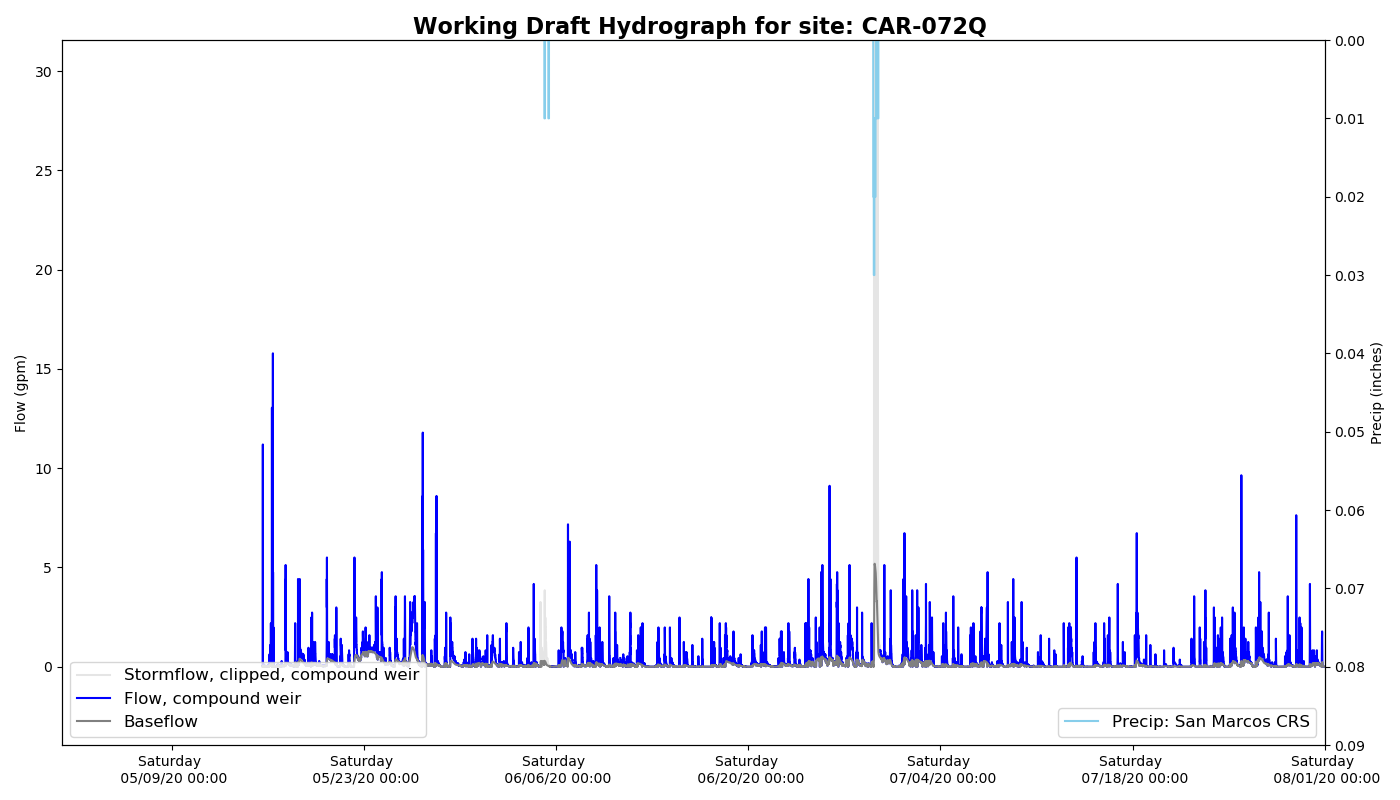 Working Draft Hydrograph for site: CAR-072Q
30
25
20
15
10
5
0
Flow (gpm)
0.00
0.01
0.02
0.03
0.04
0.05
0.06
0.07
0.08
0.09
Precip (inches)
Stormflow, clipped, compound weir
Flow, compound weir
Baseflow
Precip: San Marcos CRS
Saturday
05/09/20 00:00
Saturday
05/23/20 00:00
Saturday
06/06/20 00:00
Saturday
06/20/20 00:00
Saturday
07/04/20 00:00
Saturday
07/18/20 00:00
Saturday
08/01/20 00:00